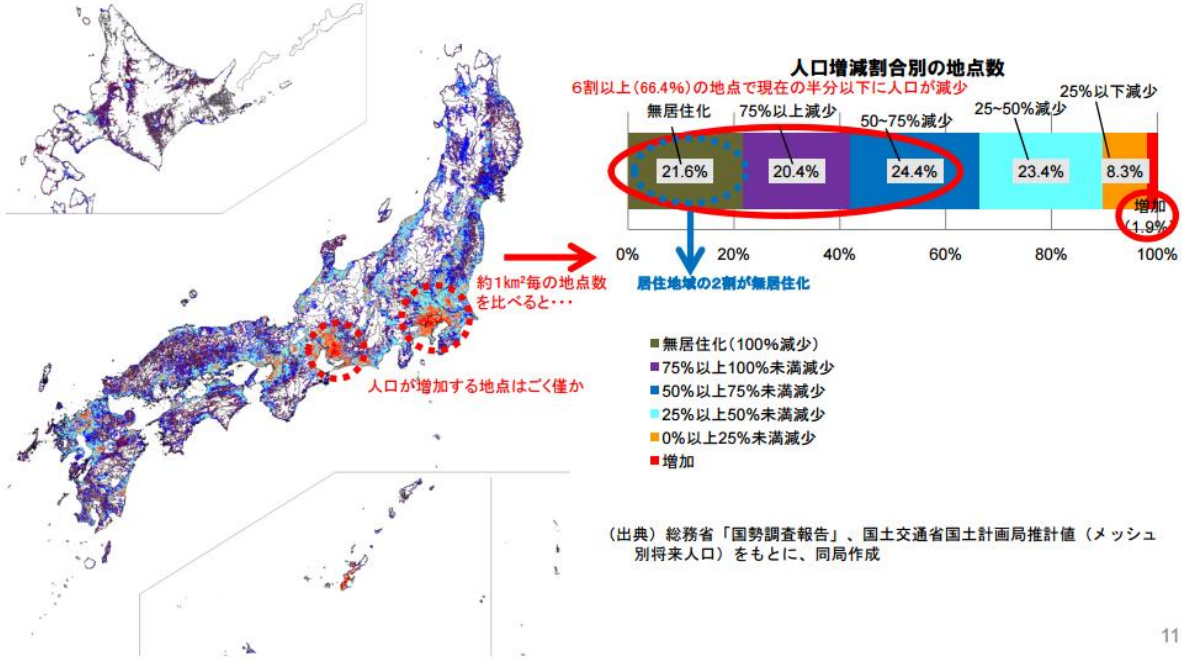 人口増減割合別の地点数
6割以上(66.4%)の地点で現在の半分以下に人口が減少
無居住化
75%以上減少
50~75%減少
25~50%減少
25%以下減少
21.6%
20.4%
24.4%
23.4%
8.3%
増加
(1.9%)
0%
20%
40%
60%
80%
100%
居住地域の2割が無居住化
約1km²毎の地点数
を比べると・・・
人口が増加する地点はごく僅か
無居住化(100%減少)
75%以上100%未満減少
50%以上75%未満減少
25%以上50%未満減少
0%以上25%未満減少
増加
(出典)総務省「国勢調査報告」、国土交通省国土計画局推計値(メッシュ
別将来人口)をもとに、同局作成
11